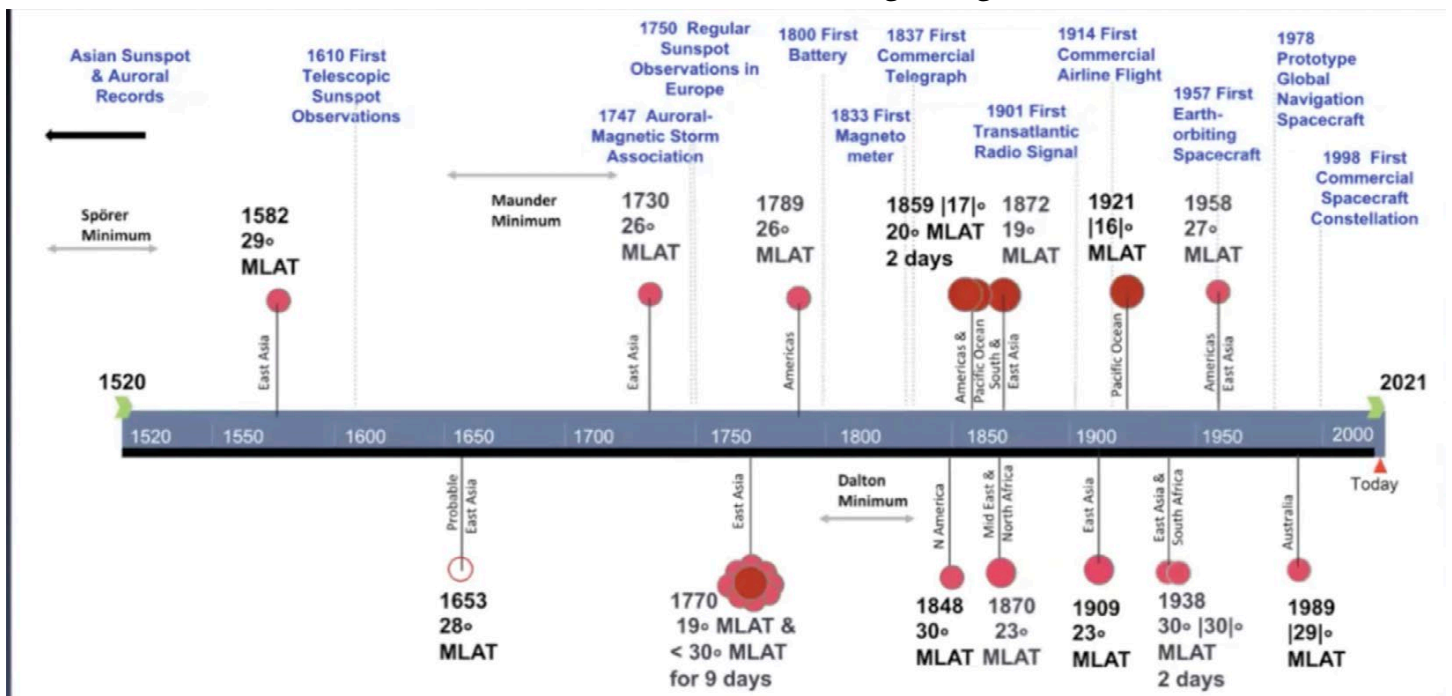 Asian Sunspot
& Auroral
Records
1610 First
Telescopic
Sunspot
Observations
1750 Regular
Sunspot
Observations in
Europe
1747 Auroral-
Magnetic Storm
Association
1800 First
Battery
1833 First
Magneto
meter
1837 First
Commercial
Telegraph
1901 First
Transatlantic
Radio Signal
1914 First
Commercial
Airline Flight
1957 First
Earth-
orbiting
Spacecraft
1978
Prototype
Global
Navigation
Spacecraft
1998 First
Commercial
Spacecraft
Constellation
Spörer
Minimum
Maunder
Minimum
1582
29∘
MLAT
1730
26∘
MLAT
1789
26∘
MLAT
1859 |17|∘
20∘ MLAT
2 days
1872
19∘
MLAT
1921
|16|∘
MLAT
1958
27∘
MLAT
East Asia
East Asia
Americas
Americas &
Pacific Ocean
South &
East Asia
Pacific Ocean
Americas
East Asia
1520
2021
1520
1550
1600
1650
1700
1750
1800
1850
1900
1950
2000
Today
Probable
East Asia
East Asia
Dalton
Minimum
N America
Mid East &
North Africa
East Asia
East Asia &
South Africa
Australia
1653
28∘
MLAT
1770
19∘ MLAT &
< 30∘ MLAT
for 9 days
1848
30∘
MLAT
1870
23∘
MLAT
1909
23∘
MLAT
1938
30∘ |30|∘
MLAT
2 days
1989
|29|∘
MLAT